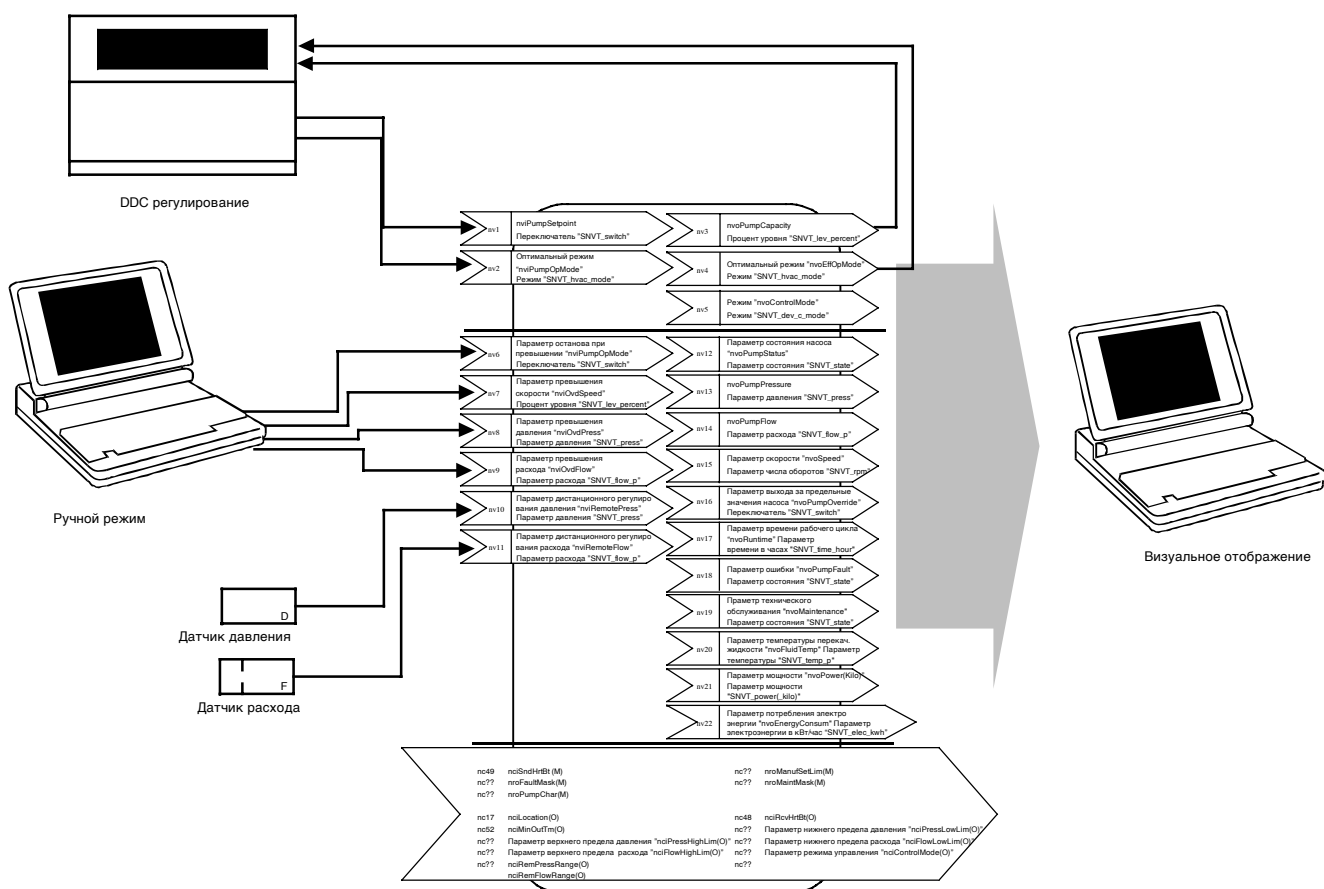 DDC регулирование
nv1
nviPumpSetpoint
Переключатель "SNVT_switch"
nv2
Оптимальный режим
"nviPumpOpMode"
Режим "SNVT_hvac_mode"
nv3
nvoPumpCapacity
Процент уровня "SNVT_lev_percent"
nv4
Оптимальный режим "nvoEffOpMode"
Режим "SNVT_hvac_mode"
nv5
Режим "nvoControlMode"
Режим "SNVT_dev_c_mode"
Ручной режим
nv6
Параметр останова при
превышении "nviPumpOpMode"
Переключатель "SNVT_switch"
nv7
Параметр превышения
скорости "nviOvdSpeed"
Процент уровня "SNVT_lev_percent"
nv8
Параметр превышения
давления "nviOvdPress"
Параметр давления "SNVT_press"
nv9
Параметр превышения
расхода "nviOvdFlow"
Параметр расхода "SNVT_flow_p"
nv10
Параметр дистанционного регулиро
вания давления "nviRemotePress"
Параметр давления "SNVT_press"
nv11
Параметр дистанционного регулиро
вания расхода "nviRemoteFlow"
Параметр расхода "SNVT_flow_p"
nv12
Параметр состояния насоса
"nvoPumpStatus"
Параметр состояния "SNVT_state"
nv13
nvoPumpPressure
Параметр давления "SNVT_press"
nv14
nvoPumpFlow
Параметр расхода "SNVT_flow_p"
nv15
Параметр скорости "nvoSpeed"
Параметр числа оборотов "SNVT_rpm"
nv16
Параметр выхода за предельные
значения насоса "nvoPumpOverride"
Переключатель "SNVT_switch"
nv17
Параметр времени рабочего цикла
"nvoRuntime" Параметр
времени в часах "SNVT_time_hour"
nv18
Параметр ошибки "nvoPumpFault"
Параметр состояния "SNVT_state"
nv19
Праметр технического
обслуживания "nvoMaintenance"
Параметр состояния "SNVT_state"
nv20
Параметр температуры перекач.
жидкости "nvoFluidTemp" Параметр
температуры "SNVT_temp_p"
nv21
Параметр мощности "nvoPower(Kilo)"
Параметр мощности
"SNVT_power(_kilo)"
nv22
Параметр потребления электро
энергии "nvoEnergyConsum" Параметр
электроэнергии в кВт/час "SNVT_elec_kwh"
Визуальное отображение
D
Датчик давления
F
Датчик расхода
nc49 nciSndHrtBt (M) nc?? nroManufSetLim(M)
nc?? nroFaultMask(M) nc?? nroMaintMask(M)
nc?? nroPumpChar(M)
nc17 nciLocation(O) nc48 nciRcvHrtBt(O)
nc52 nciMinOutTm(O) nc?? Параметр нижнего предела давления "nciPressLowLim(O)"
nc?? Параметр верхнего предела давления "nciPressHighLim(O)" nc?? Параметр нижнего предела расхода "nciFlowLowLim(O)"
nc?? Параметр верхнего предела расхода "nciFlowHighLim(O)" nc?? Параметр режима управления "nciControlMode(O)"
nc?? nciRemPressRange(O) nc??
nciRemFlowRange(O)